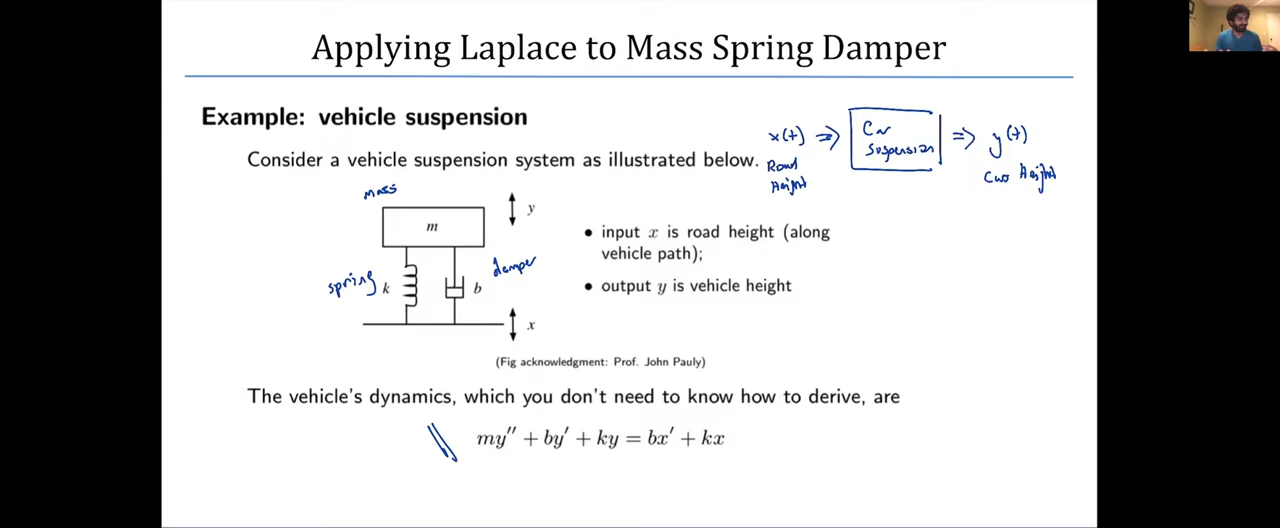 Applying Laplace to Mass Spring Damper
Example: vehicle suspension
Consider a vehicle suspension system as illustrated below.
x(t) ⇒ Car Suspension ⇒ y(t)
Road Height
Car Height
mass
m
y
spring k
damper
b
x
• input x is road height (along
vehicle path);
• output y is vehicle height
(Fig acknowledgment: Prof. John Pauly)
The vehicle's dynamics, which you don't need to know how to derive, are
my″ + by′ + ky = bx′ + kx